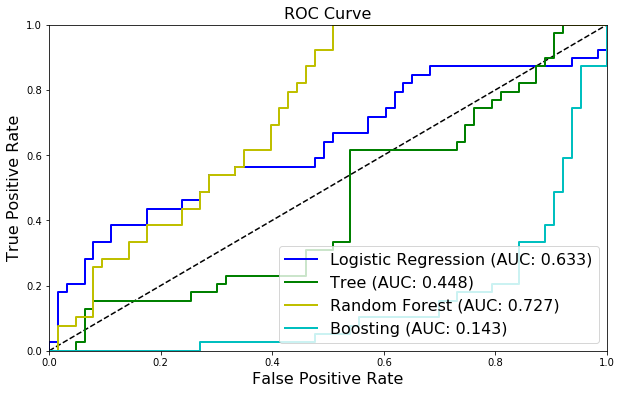 ROC Curve
1.0
0.8
0.6
0.4
0.2
0.0
True Positive Rate
Logistic Regression (AUC: 0.633)
Tree (AUC: 0.448)
Random Forest (AUC: 0.727)
Boosting (AUC: 0.143)
0.0 0.2 0.4 0.6 0.8 1.0
False Positive Rate